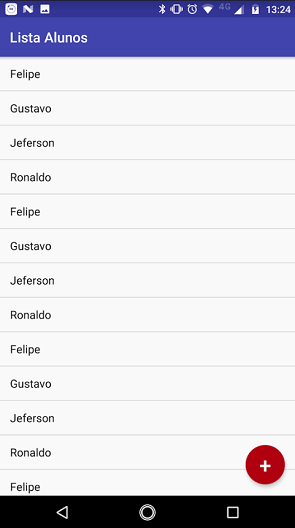 4G 13:24
Lista Alunos
Felipe
Gustavo
Jeferson
Ronaldo
Felipe
Gustavo
Jeferson
Ronaldo
Felipe
Gustavo
Jeferson
Ronaldo
+
Felipe